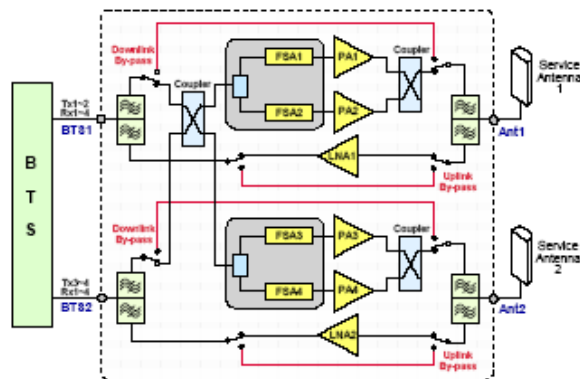 Downlink
By-pass
Coupler
FSA1
PA1
Coupler
FSA2
PA2
Service
Antenna
1
Tx1~2
Rx1~4
BTS1
B
T
S
LNA1
Ant1
Uplink
By-pass
Downlink
By-pass
FSA3
PA3
Coupler
FSA4
PA4
Service
Antenna
2
Tx3~4
Rx1~4
BTS2
LNA2
Ant2
Uplink
By-pass